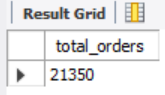 Result Grid
total_orders
21350